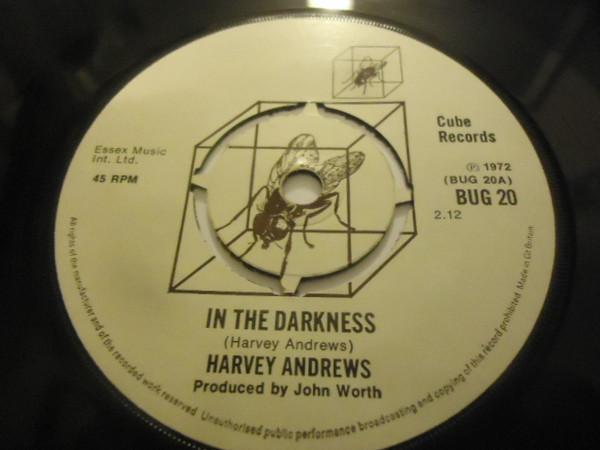 Cube
Records
Essex Music
Int. Ltd.
45 RPM
Ⓟ 1972
(BUG 20A)
BUG 20
2.12
IN THE DARKNESS
(Harvey Andrews)
HARVEY ANDREWS
Produced by John Worth
All rights of the manufacturer and of the recorded work reserved. Unauthorised public performance broadcasting and copying of this record prohibited. Made in Gt Britain